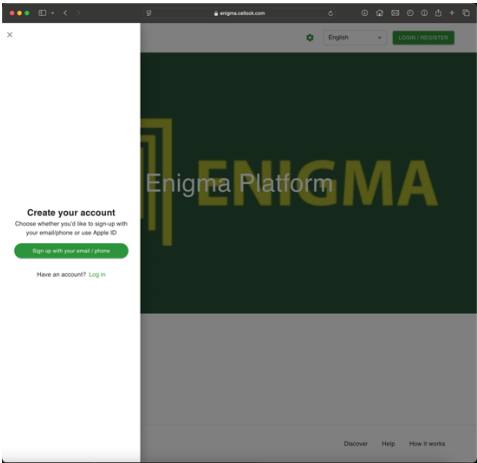 enigma.cellock.com
English
LOGIN / REGISTER
ENIGMA
Enigma Platform
Create your account
Choose whether you'd like to sign-up with
your email/phone or use Apple ID
Sign up with your email / phone
Have an account? Log in
Discover Help How it works